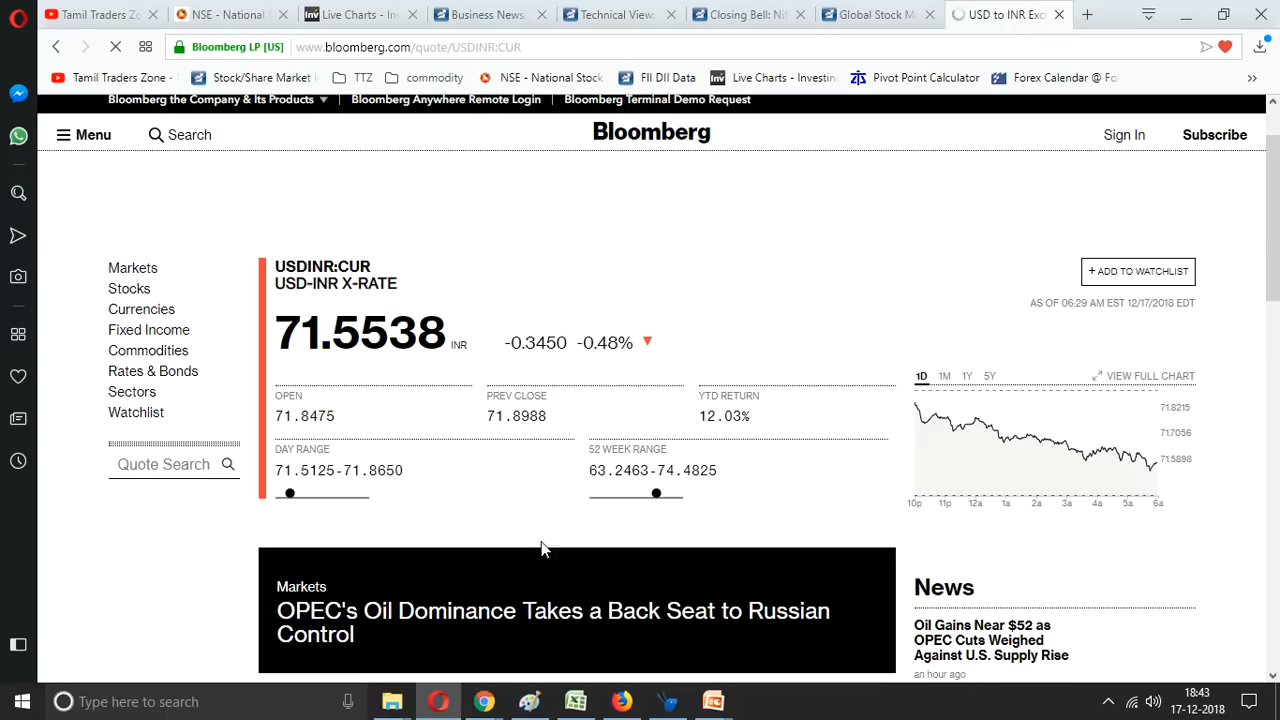 Tamil Traders Zo
NSE - National
Live Charts - Inv
Business News,
Technical View
Closing Bell: Nif
Global Stock M
USD to INR Exc
Bloomberg LP [US]
www.bloomberg.com/quote/USDINR:CUR
Tamil Traders Zone -
Stock/Share Market
TTZ
commodity
NSE - National Stock
FII DII Data
Inv
Live Charts - Investin
Pivot Point Calculator
Forex Calendar @ Fo
Bloomberg the Company & Its Products
Bloomberg Anywhere Remote Login
Bloomberg Terminal Demo Request
Menu
Search
Bloomberg
Sign In
Subscribe
Markets
Stocks
Currencies
Fixed Income
Commodities
Rates & Bonds
Sectors
Watchlist
Quote Search
USDINR:CUR
USD-INR X-RATE
71.5538 INR -0.3450 -0.48%
+ ADD TO WATCHLIST
AS OF 06:29 AM EST 12/17/2018 EDT
OPEN
71.8475
PREV CLOSE
71.8988
YTD RETURN
12.03%
DAY RANGE
71.5125-71.8650
52 WEEK RANGE
63.2463-74.4825
1D 1M 1Y 5Y
VIEW FULL CHART
71.8215
71.7056
71.5898
10p 11p 12a 1a 2a 3a 4a 5a 6a
Markets
OPEC's Oil Dominance Takes a Back Seat to Russian
Control
News
Oil Gains Near $52 as
OPEC Cuts Weighed
Against U.S. Supply Rise
an hour ago
Type here to search
18:43
17-12-2018